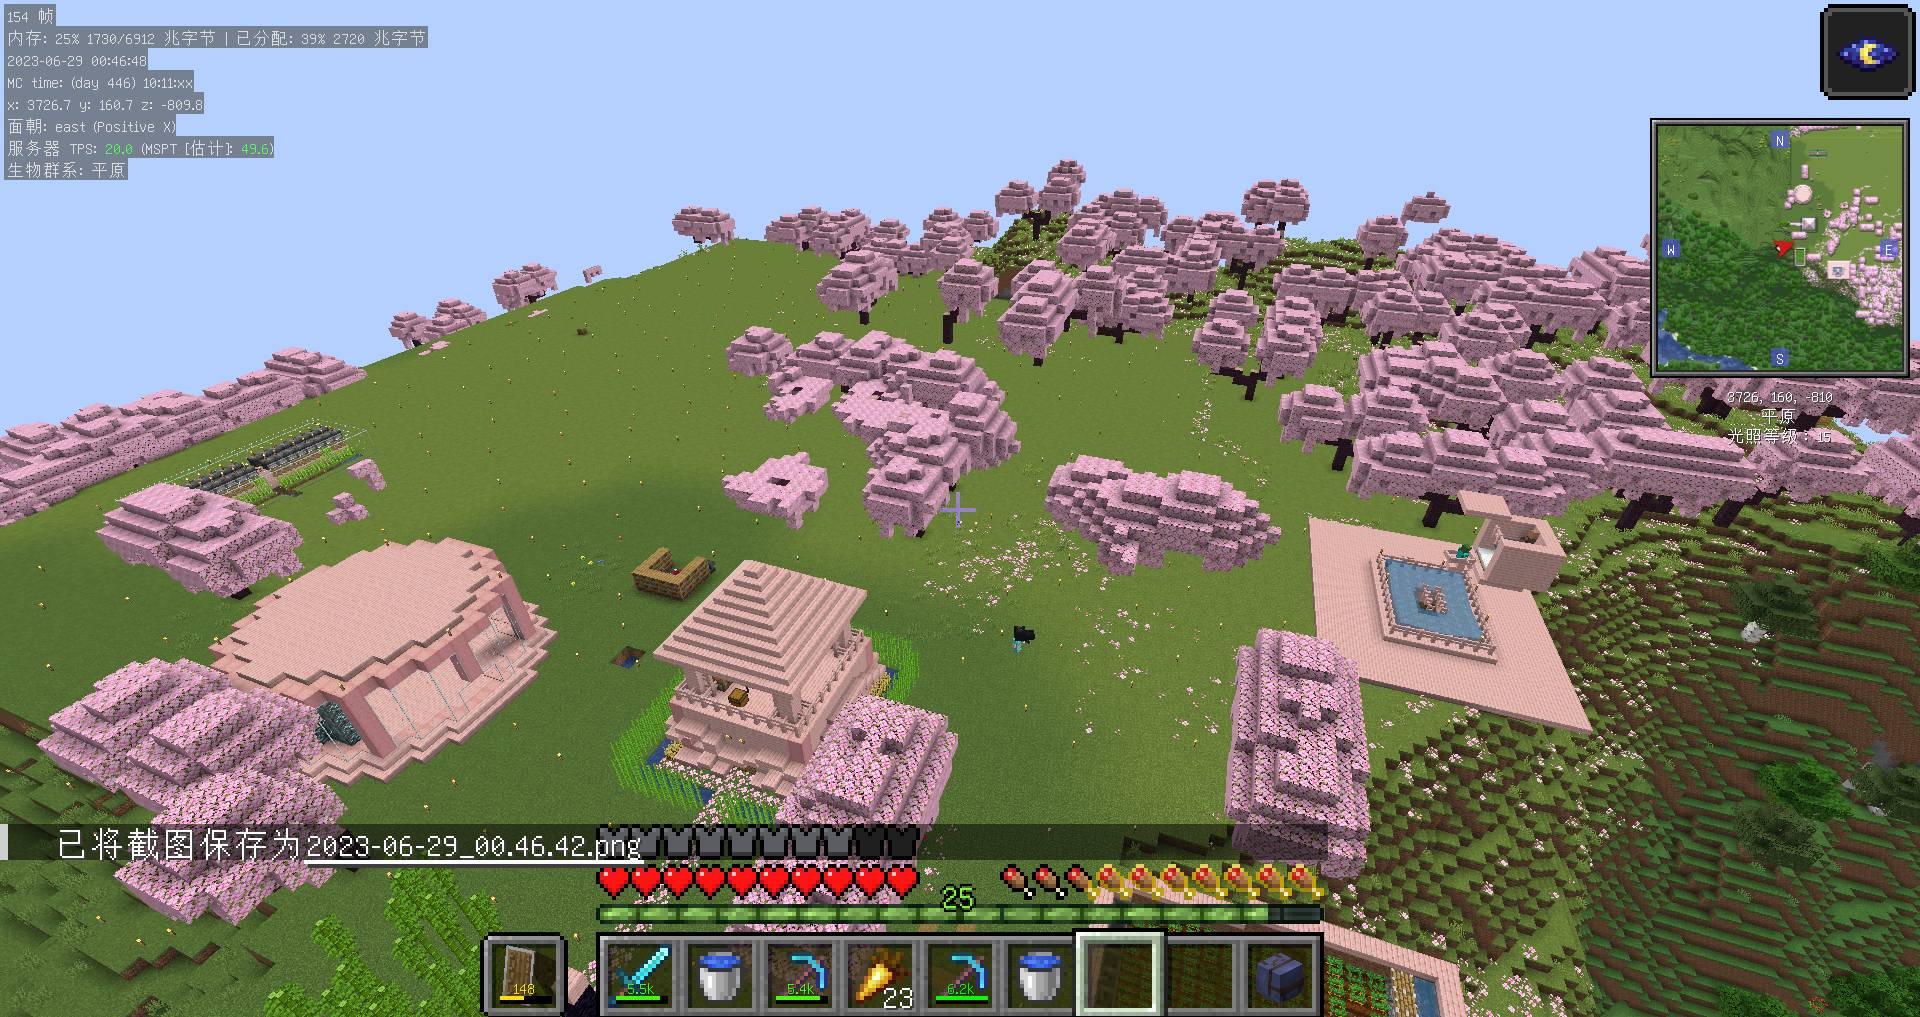 154 帧
内存: 25% 1730/6912 兆字节 | 已分配: 39% 2720 兆字节
2023-06-29 00:46:48
MC time: (day 446) 10:11:xx
x: 3726.7 y: 160.7 z: -809.8
面朝: east (Positive X)
服务器 TPS: 20.0 (MSPT [估计]: 49.6)
生物群系: 平原
N
W
E
S
3726, 160, -810
平原
光照等级: 15
已将截图保存为2023-06-29_00.46.42.png
25
148
5.5k
5.4k
23
6.2k